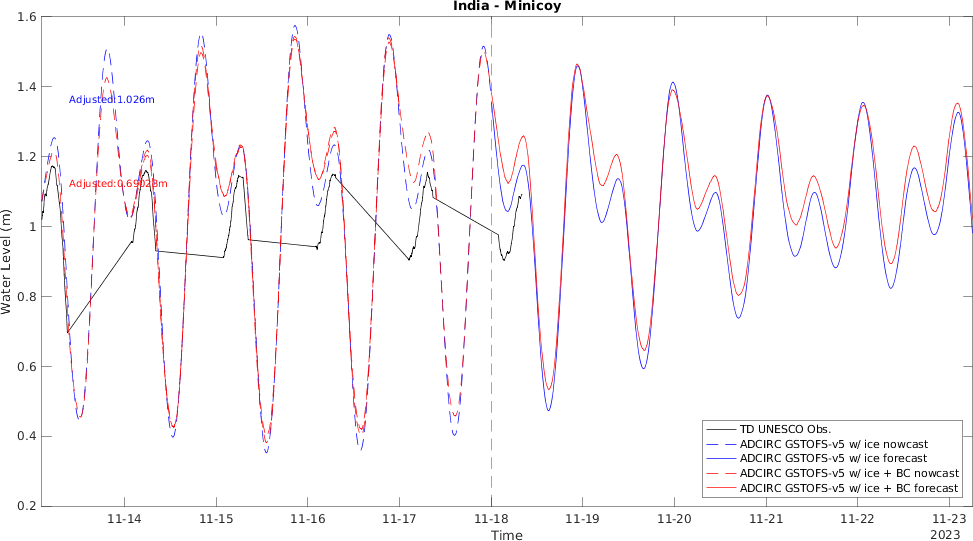 India - Minicoy
1.6
1.4
1.2
1
0.8
0.6
0.4
0.2
Water Level (m)
Adjusted:1.026m
Adjusted:0.69023m
11-14
11-15
11-16
11-17
11-18
11-19
11-20
11-21
11-22
11-23
2023
Time
TD UNESCO Obs.
ADCIRC GSTOFS-v5 w/ ice nowcast
ADCIRC GSTOFS-v5 w/ ice forecast
ADCIRC GSTOFS-v5 w/ ice + BC nowcast
ADCIRC GSTOFS-v5 w/ ice + BC forecast